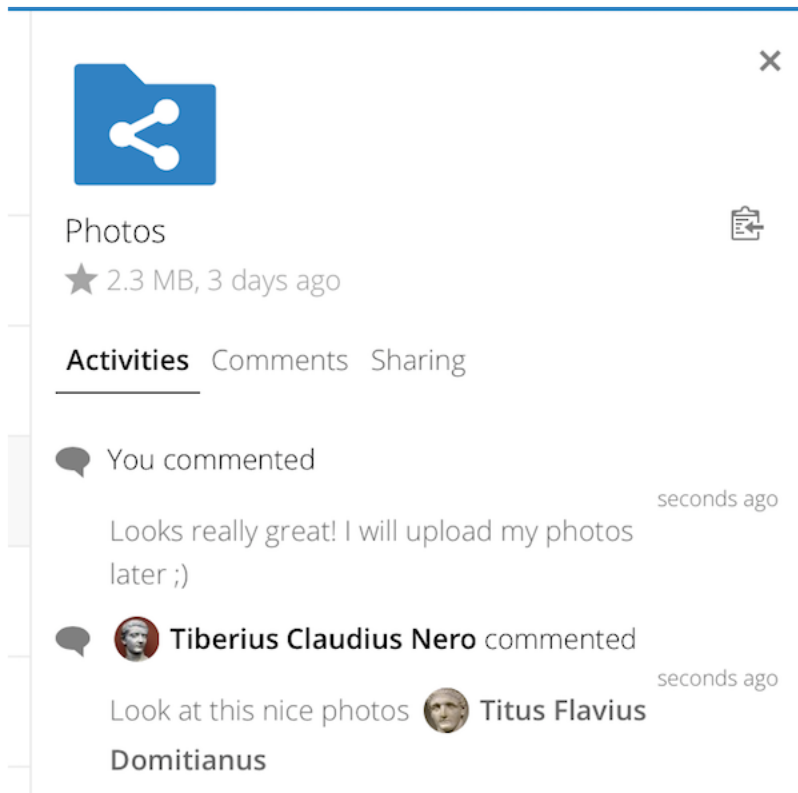 Photos
2.3 MB, 3 days ago
Activities Comments Sharing
You commented
seconds ago
Looks really great! I will upload my photos
later ;)
Tiberius Claudius Nero commented
seconds ago
Look at this nice photos Titus Flavius
Domitianus